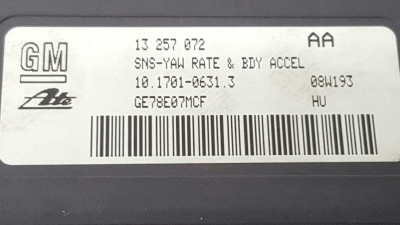 GM
13 257 072 AA
SNS-YAW RATE & BDY ACCEL
10.1701-0631.3 08W193
Ate
GE78E07MCF HU